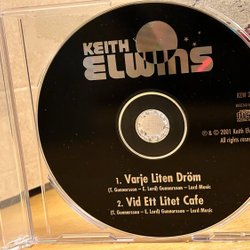 KEITH
ELWINS
KEW
℗ & © 2001 Keith
All rights
1. Varje Liten Dröm
(T. Gunnarsson – E. Lord) Gunnarsson – Lord Music
2. Vid Ett Litet Cafe
(T. Gunnarsson – E. Lord) Gunnarsson – Lord Music